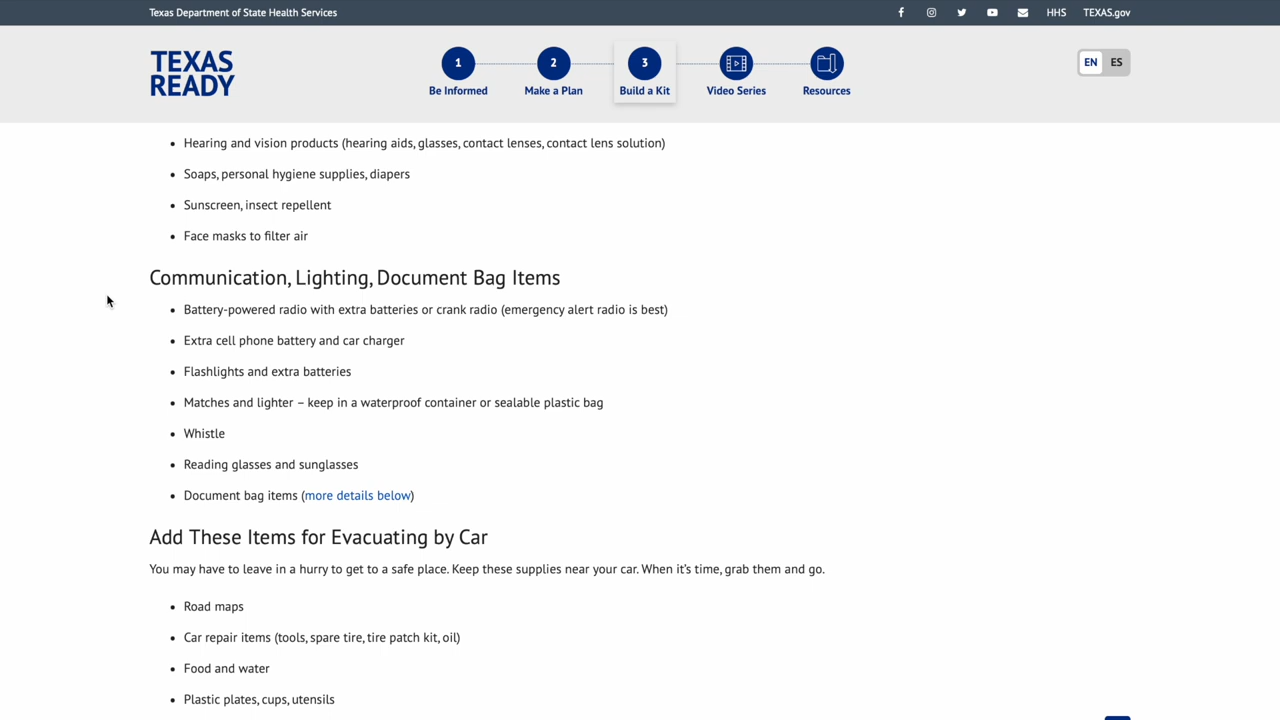 Texas Department of State Health Services
HHS
TEXAS.gov
TEXAS
READY
1
Be Informed
2
Make a Plan
3
Build a Kit
Video Series
Resources
EN
ES
• Hearing and vision products (hearing aids, glasses, contact lenses, contact lens solution)
• Soaps, personal hygiene supplies, diapers
• Sunscreen, insect repellent
• Face masks to filter air
Communication, Lighting, Document Bag Items
• Battery-powered radio with extra batteries or crank radio (emergency alert radio is best)
• Extra cell phone battery and car charger
• Flashlights and extra batteries
• Matches and lighter – keep in a waterproof container or sealable plastic bag
• Whistle
• Reading glasses and sunglasses
• Document bag items (more details below)
Add These Items for Evacuating by Car
You may have to leave in a hurry to get to a safe place. Keep these supplies near your car. When it's time, grab them and go.
• Road maps
• Car repair items (tools, spare tire, tire patch kit, oil)
• Food and water
• Plastic plates, cups, utensils